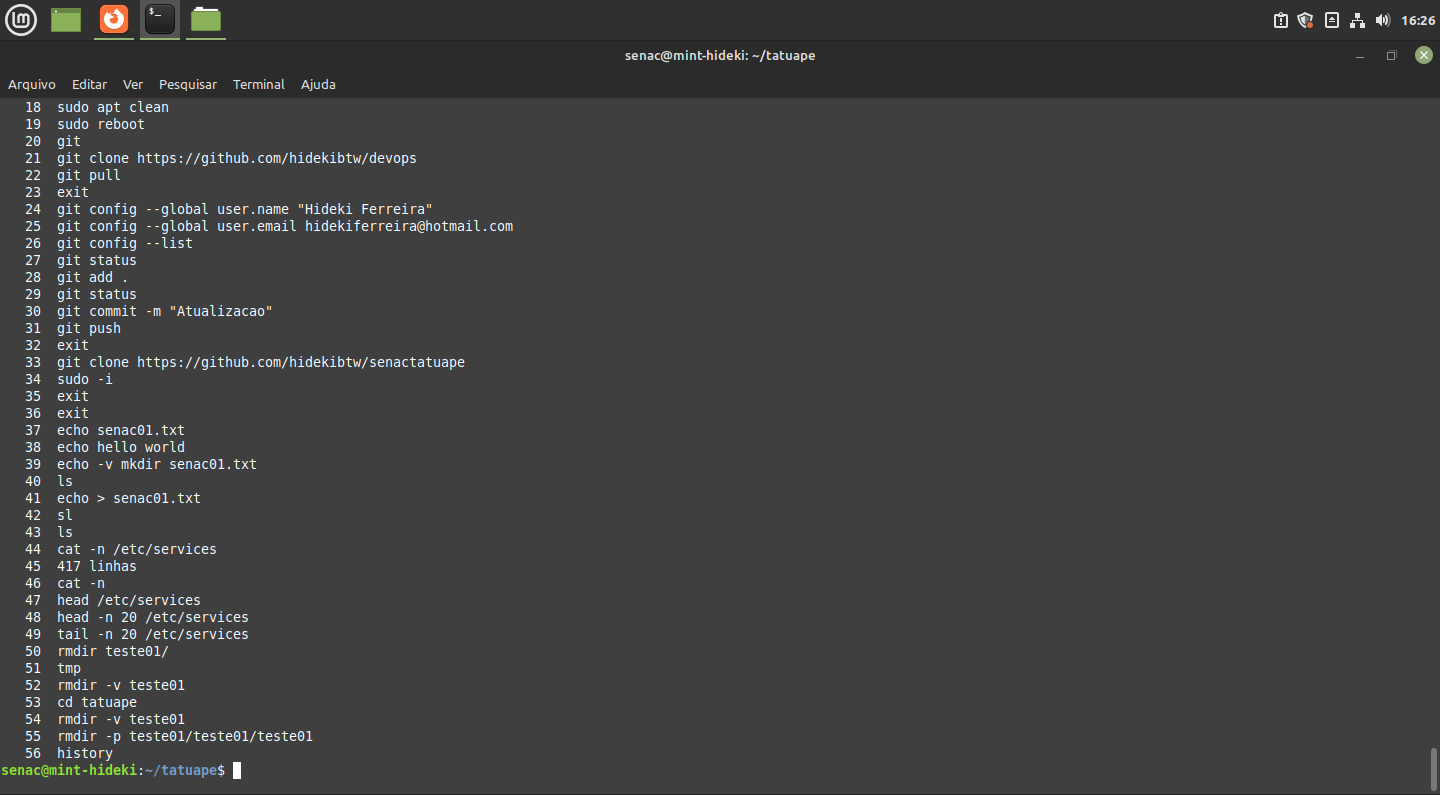 16:26
senac@mint-hideki: ~/tatuape
Arquivo Editar Ver Pesquisar Terminal Ajuda
18 sudo apt clean
19 sudo reboot
20 git
21 git clone https://github.com/hidekibtw/devops
22 git pull
23 exit
24 git config --global user.name "Hideki Ferreira"
25 git config --global user.email hidekiferreira@hotmail.com
26 git config --list
27 git status
28 git add .
29 git status
30 git commit -m "Atualizacao"
31 git push
32 exit
33 git clone https://github.com/hidekibtw/senactatuape
34 sudo -i
35 exit
36 exit
37 echo senac01.txt
38 echo hello world
39 echo -v mkdir senac01.txt
40 ls
41 echo > senac01.txt
42 sl
43 ls
44 cat -n /etc/services
45 417 linhas
46 cat -n
47 head /etc/services
48 head -n 20 /etc/services
49 tail -n 20 /etc/services
50 rmdir teste01/
51 tmp
52 rmdir -v teste01
53 cd tatuape
54 rmdir -v teste01
55 rmdir -p teste01/teste01/teste01
56 history
senac@mint-hideki:~/tatuape$